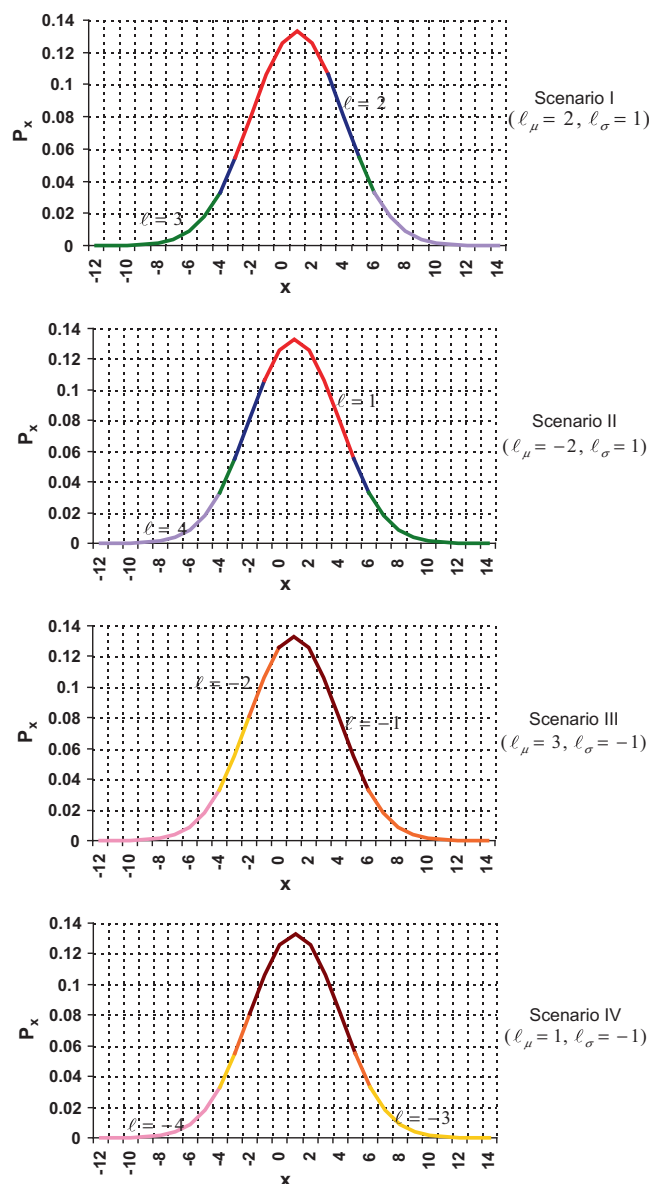 0.14
0.12
0.1
0.08
0.06
0.04
0.02
0
Pₓ
ℓ = 2
ℓ = 3
-12 -10 -8 -6 -4 -2 0 2 4 6 8 10 12 14
x
Scenario I
(ℓ_μ = 2, ℓ_σ = 1)
0.14
0.12
0.1
0.08
0.06
0.04
0.02
0
Pₓ
ℓ = 1
ℓ = 4
-12 -10 -8 -6 -4 -2 0 2 4 6 8 10 12 14
x
Scenario II
(ℓ_μ = −2, ℓ_σ = 1)
0.14
0.12
0.1
0.08
0.06
0.04
0.02
0
Pₓ
ℓ = −2
ℓ = −1
-12 -10 -8 -6 -4 -2 0 2 4 6 8 10 12 14
x
Scenario III
(ℓ_μ = 3, ℓ_σ = −1)
0.14
0.12
0.1
0.08
0.06
0.04
0.02
0
Pₓ
ℓ = −4
ℓ = −3
-12 -10 -8 -6 -4 -2 0 2 4 6 8 10 12 14
x
Scenario IV
(ℓ_μ = 1, ℓ_σ = −1)